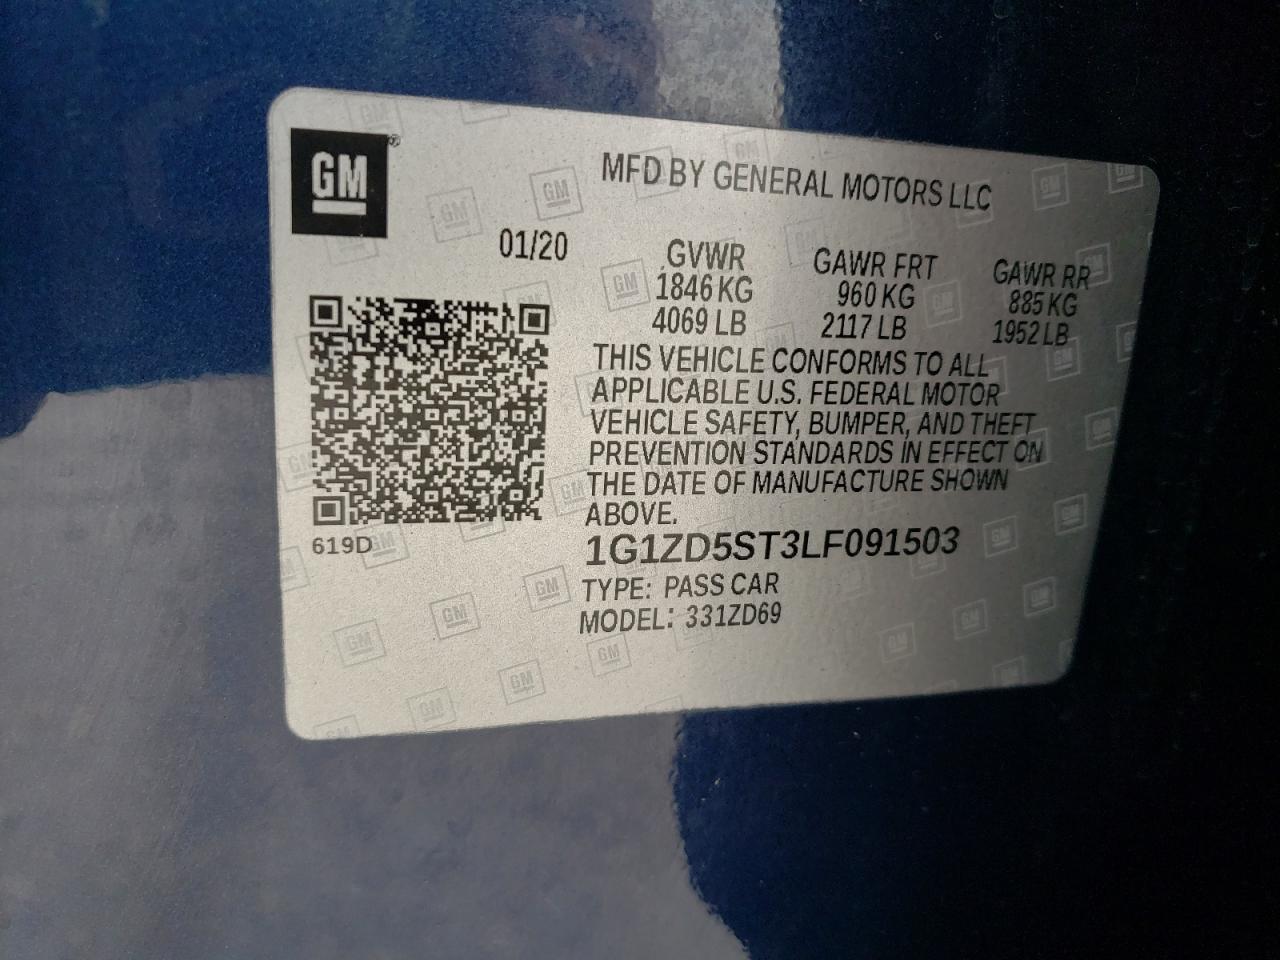 GM®
MFD BY GENERAL MOTORS LLC
01/20
GVWR GAWR FRT GAWR RR
1846 KG 960 KG 885 KG
4069 LB 2117 LB 1952 LB
THIS VEHICLE CONFORMS TO ALL
APPLICABLE U.S. FEDERAL MOTOR
VEHICLE SAFETY, BUMPER, AND THEFT
PREVENTION STANDARDS IN EFFECT ON
THE DATE OF MANUFACTURE SHOWN
ABOVE.
619D
1G1ZD5ST3LF091503
TYPE: PASS CAR
MODEL: 331ZD69